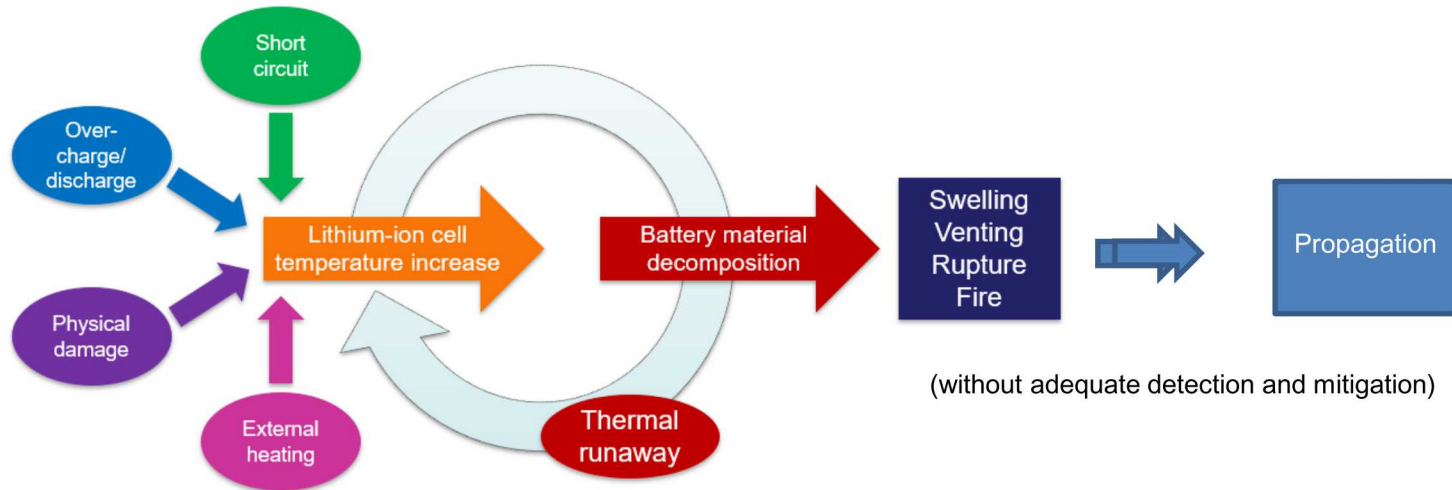 Short
circuit
Over-
charge/
discharge
Lithium-ion cell
temperature increase
Battery material
decomposition
Swelling
Venting
Rupture
Fire
Propagation
Physical
damage
External
heating
Thermal
runaway
(without adequate detection and mitigation)